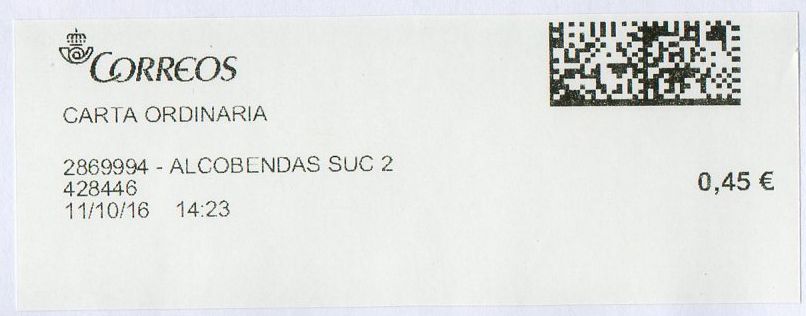 CORREOS
CARTA ORDINARIA
2869994 - ALCOBENDAS SUC 2
428446
11/10/16 14:23
0,45 €